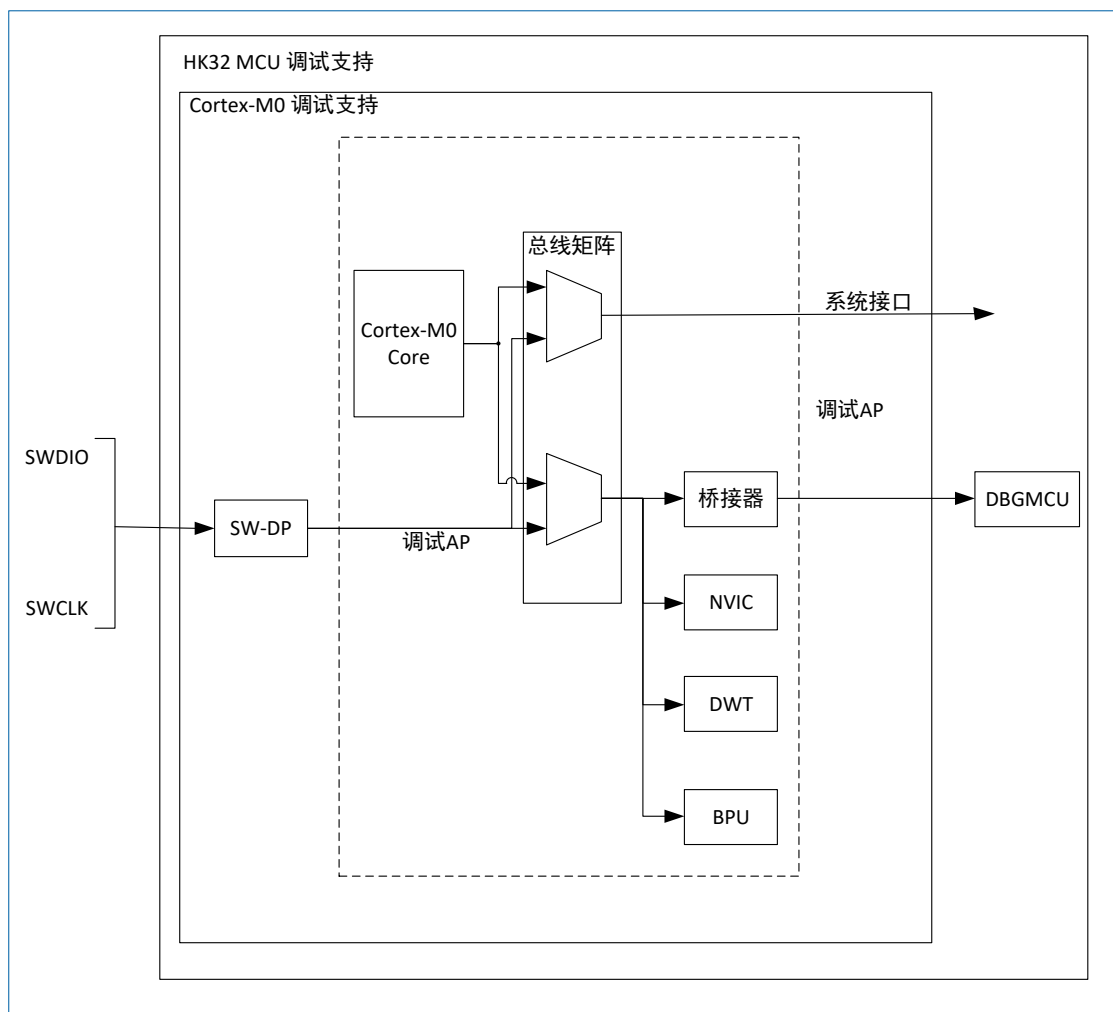 HK32 MCU 调试支持
Cortex-M0 调试支持
总线矩阵
Cortex-M0
Core
系统接口
调试AP
SWDIO
SWCLK
SW-DP
调试AP
桥接器
DBGMCU
NVIC
DWT
BPU